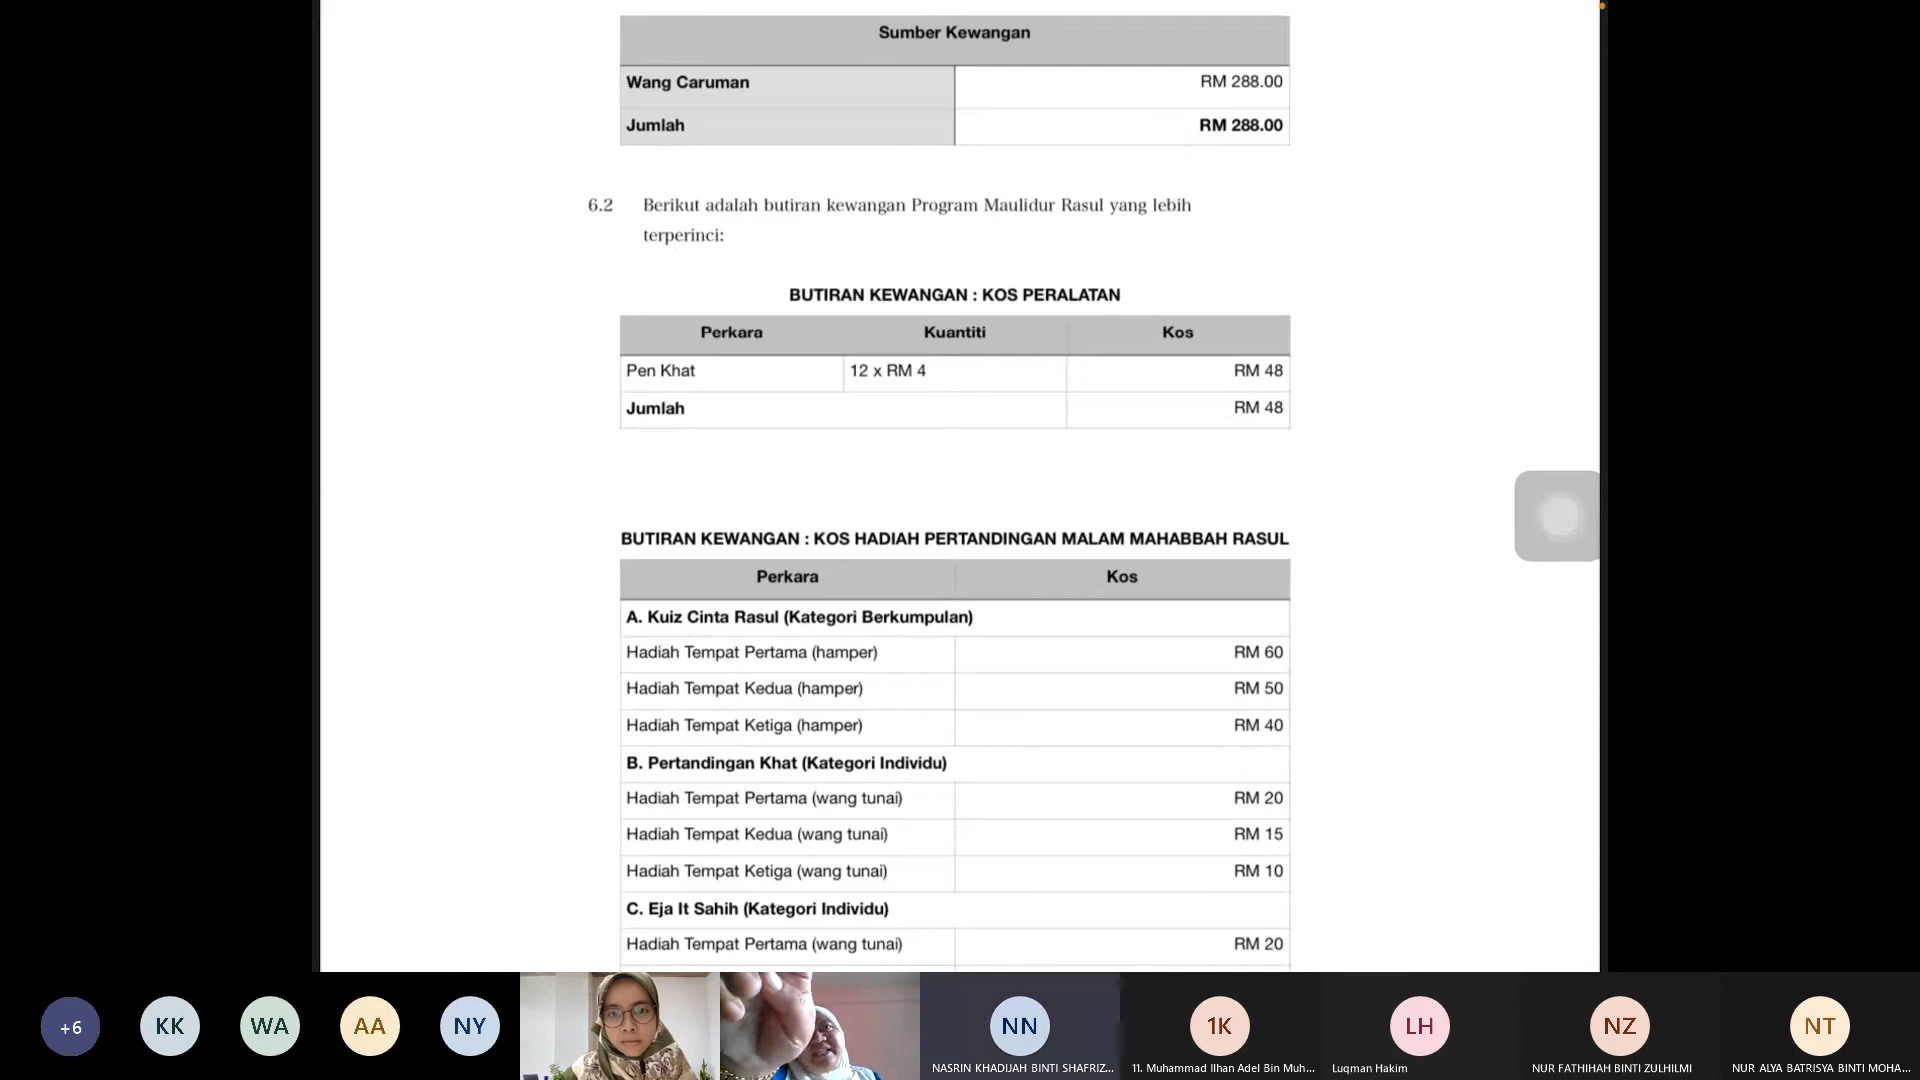 Sumber Kewangan
Wang Caruman RM 288.00
Jumlah RM 288.00
6.2 Berikut adalah butiran kewangan Program Maulidur Rasul yang lebih
terperinci:
BUTIRAN KEWANGAN : KOS PERALATAN
Perkara Kuantiti Kos
Pen Khat 12 x RM 4 RM 48
Jumlah RM 48
BUTIRAN KEWANGAN : KOS HADIAH PERTANDINGAN MALAM MAHABBAH RASUL
Perkara Kos
A. Kuiz Cinta Rasul (Kategori Berkumpulan)
Hadiah Tempat Pertama (hamper) RM 60
Hadiah Tempat Kedua (hamper) RM 50
Hadiah Tempat Ketiga (hamper) RM 40
B. Pertandingan Khat (Kategori Individu)
Hadiah Tempat Pertama (wang tunai) RM 20
Hadiah Tempat Kedua (wang tunai) RM 15
Hadiah Tempat Ketiga (wang tunai) RM 10
C. Eja It Sahih (Kategori Individu)
Hadiah Tempat Pertama (wang tunai) RM 20
+6 KK WA AA NY NN 1K LH NZ NT
NASRIN KHADIJAH BINTI SHAFRIZ... 11. Muhammad Ilhan Adel Bin Muh... Luqman Hakim NUR FATHIHAH BINTI ZULHILMI NUR ALYA BATRISYA BINTI MOHA...